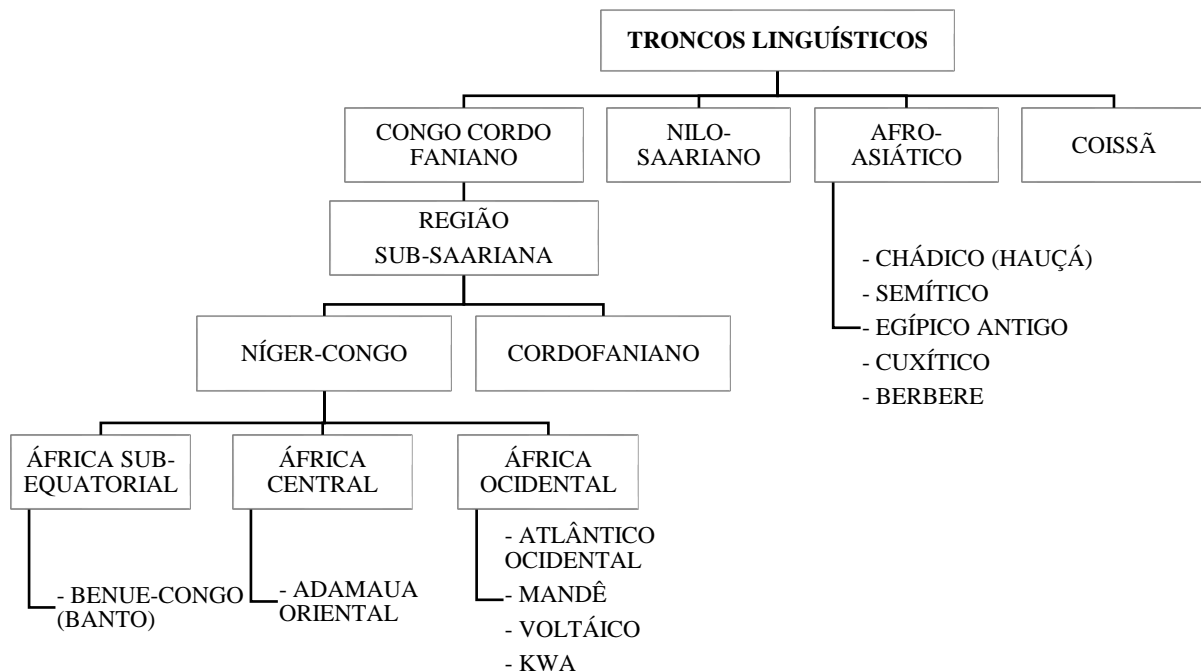 TRONCOS LINGUÍSTICOS
CONGO CORDO
FANIANO
NILO-
SAARIANO
AFRO-
ASIÁTICO
COISSÃ
REGIÃO
SUB-SAARIANA
- CHÁDICO (HAUÇÁ)
- SEMÍTICO
- EGÍPICO ANTIGO
- CUXÍTICO
- BERBERE
NÍGER-CONGO
CORDOFANIANO
ÁFRICA SUB-
EQUATORIAL
ÁFRICA
CENTRAL
ÁFRICA
OCIDENTAL
- BENUE-CONGO
(BANTO)
- ADAMAUA
ORIENTAL
- ATLÂNTICO
OCIDENTAL
- MANDÊ
- VOLTÁICO
- KWA